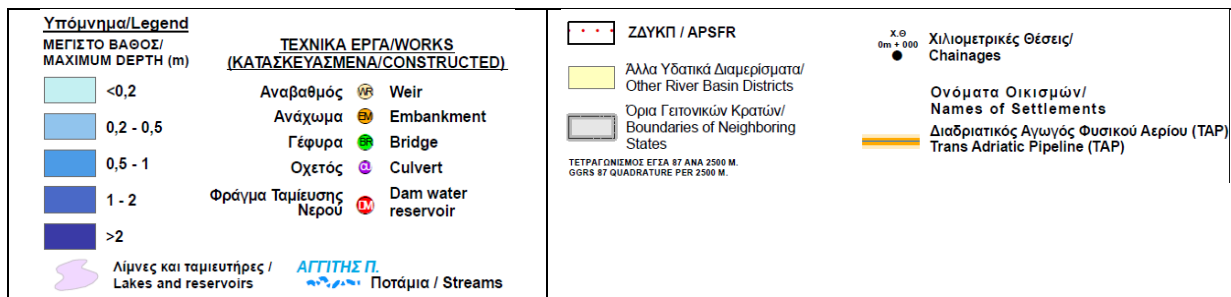 Υπόμνημα/Legend
ΜΕΓΙΣΤΟ ΒΑΘΟΣ/
MAXIMUM DEPTH (m)
<0,2
0,2 - 0,5
0,5 - 1
1 - 2
>2
Λίμνες και ταμιευτήρες /
Lakes and reservoirs
ΤΕΧΝΙΚΑ ΕΡΓΑ/WORKS
(ΚΑΤΑΣΚΕΥΑΣΜΕΝΑ/CONSTRUCTED)
Αναβαθμός WR Weir
Ανάχωμα EM Embankment
Γέφυρα BR Bridge
Οχετός CU Culvert
Φράγμα Ταμίευσης
Νερού DM Dam water
reservoir
ΑΓΓΙΤΗΣ Π.
Ποτάμια / Streams
ΖΔΥΚΠ / APSFR
Άλλα Υδατικά Διαμερίσματα/
Other River Basin Districts
Όρια Γειτονικών Κρατών/
Boundaries of Neighboring
States
ΤΕΤΡΑΓΩΝΙΣΜΟΣ ΕΓΣΑ 87 ΑΝΑ 2500 Μ.
GGRS 87 QUADRATURE PER 2500 M.
Χ.Θ
0m + 000
Χιλιομετρικές Θέσεις/
Chainages
Ονόματα Οικισμών/
Names of Settlements
Διαδριατικός Αγωγός Φυσικού Αερίου (TAP)
Trans Adriatic Pipeline (TAP)